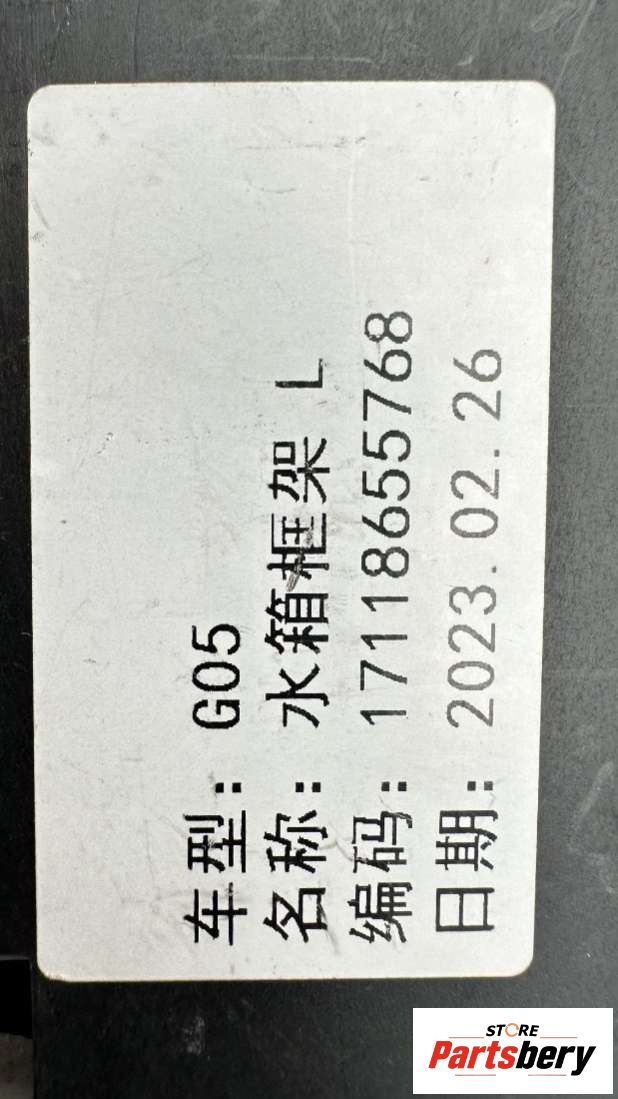 车型：G05
名称：水箱框架 L
编码：17118655768
日期：2023.02.26
STORE
Partsbery